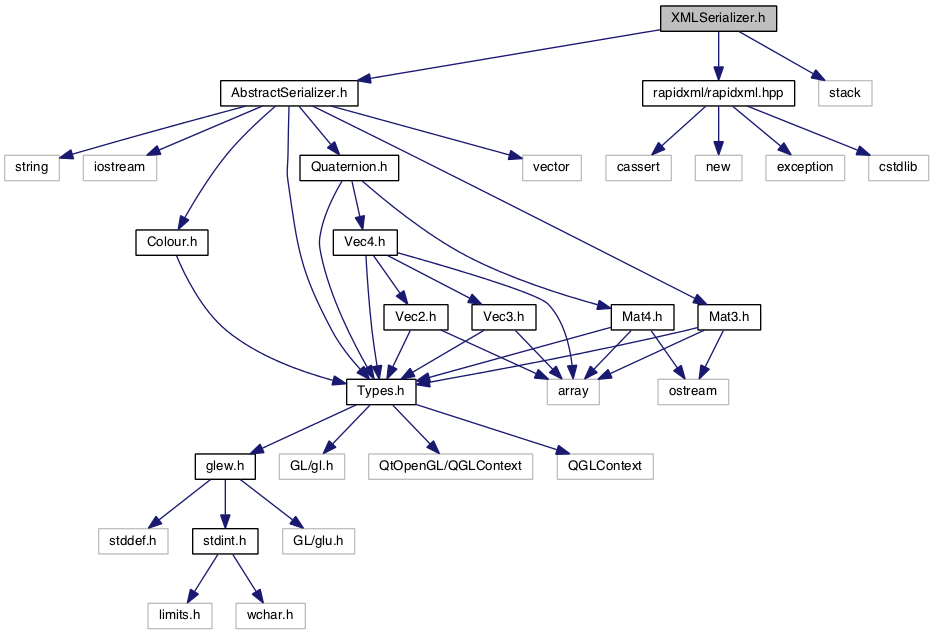 XMLSerializer.h
AbstractSerializer.h
rapidxml/rapidxml.hpp
stack
string
iostream
Quaternion.h
vector
cassert
new
exception
cstdlib
Colour.h
Vec4.h
Vec2.h
Vec3.h
Mat4.h
Mat3.h
Types.h
array
ostream
glew.h
GL/gl.h
QtOpenGL/QGLContext
QGLContext
stddef.h
stdint.h
GL/glu.h
limits.h
wchar.h